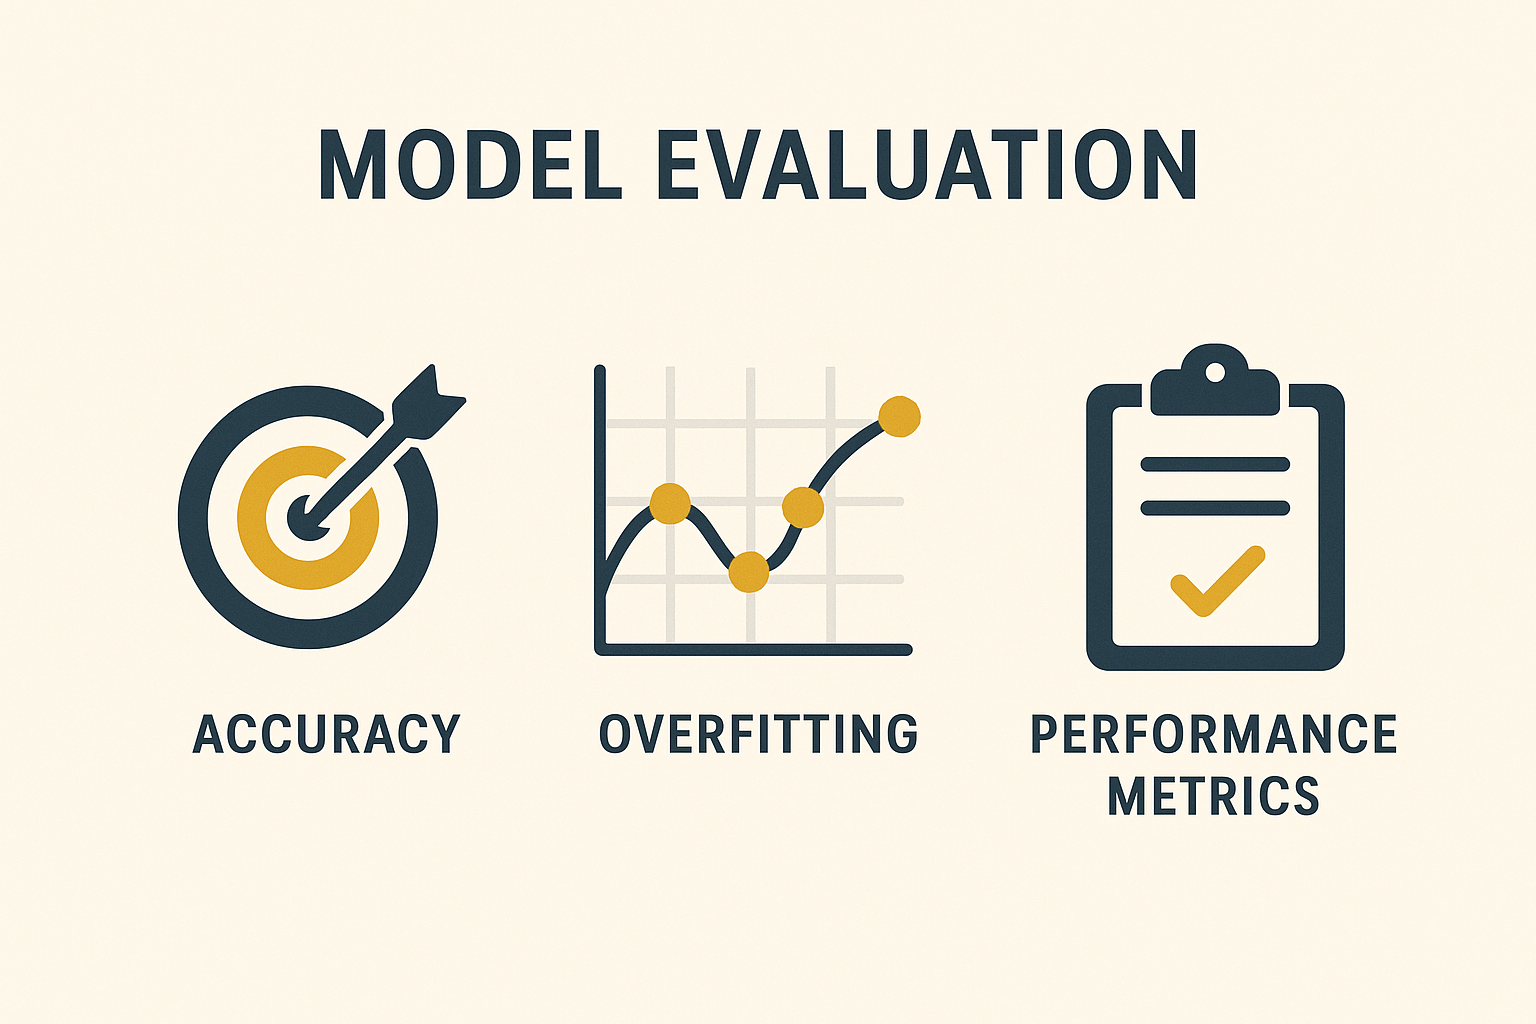 MODEL EVALUATION
ACCURACY
OVERFITTING
PERFORMANCE
METRICS